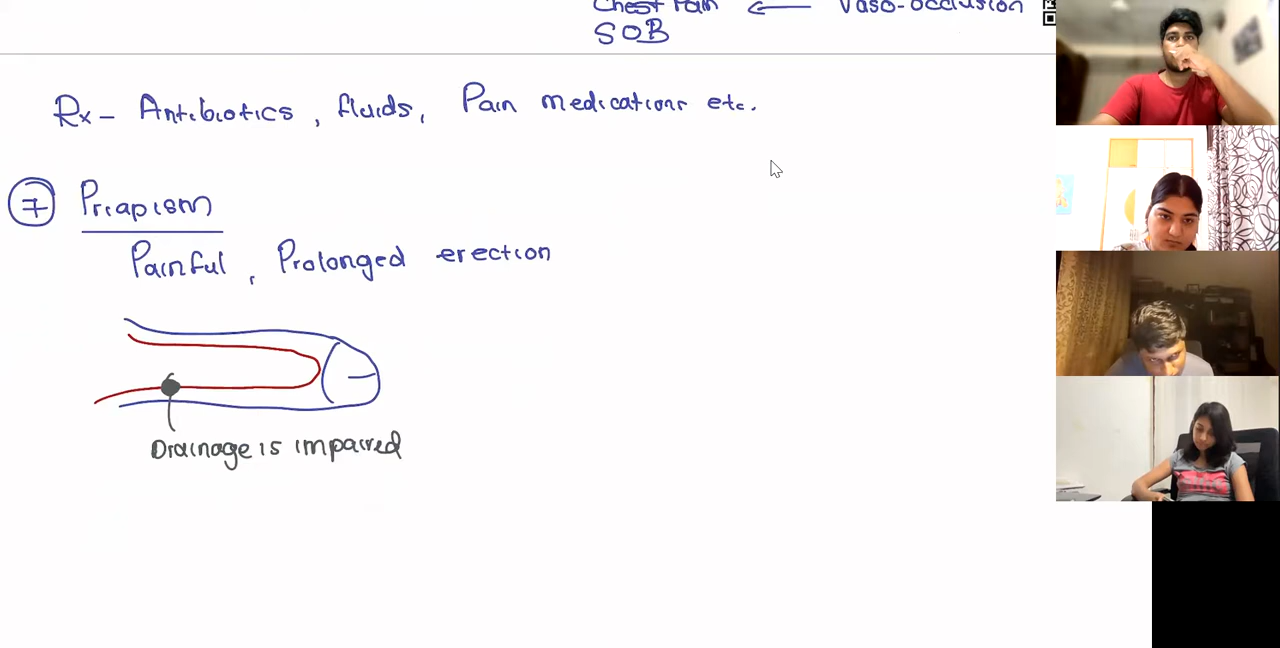 Chest Pain ← Vaso-occlusion
SOB
Rx - Antibiotics, fluids, Pain medications etc.
7 Priapism
Painful, Prolonged erection
Drainage is impaired